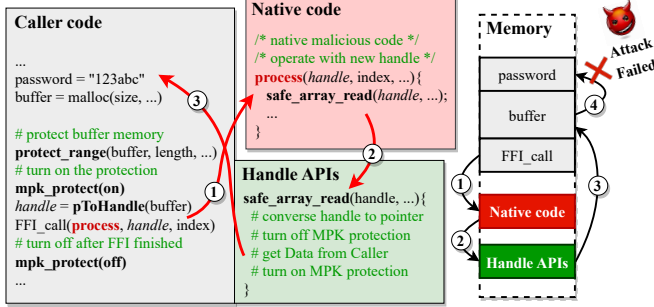 Caller code
...
password = "123abc"
buffer = malloc(size, ...)
# protect buffer memory
protect_range(buffer, length, ...)
# turn on the protection
mpk_protect(on)
handle = pToHandle(buffer)
FFI_call(process, handle, index)
# turn off after FFI finished
mpk_protect(off)
...
Native code
/* native malicious code */
/* operate with new handle */
process(handle, index, ...){
safe_array_read(handle, ...);
...
}
Handle APIs
safe_array_read(handle, ...){
# converse handle to pointer
# turn off MPK protection
# get Data from Caller
# turn on MPK protection
}
1
2
3
Memory
password
buffer
FFI_call
Native code
Handle APIs
1
2
3
4
Attack
Failed